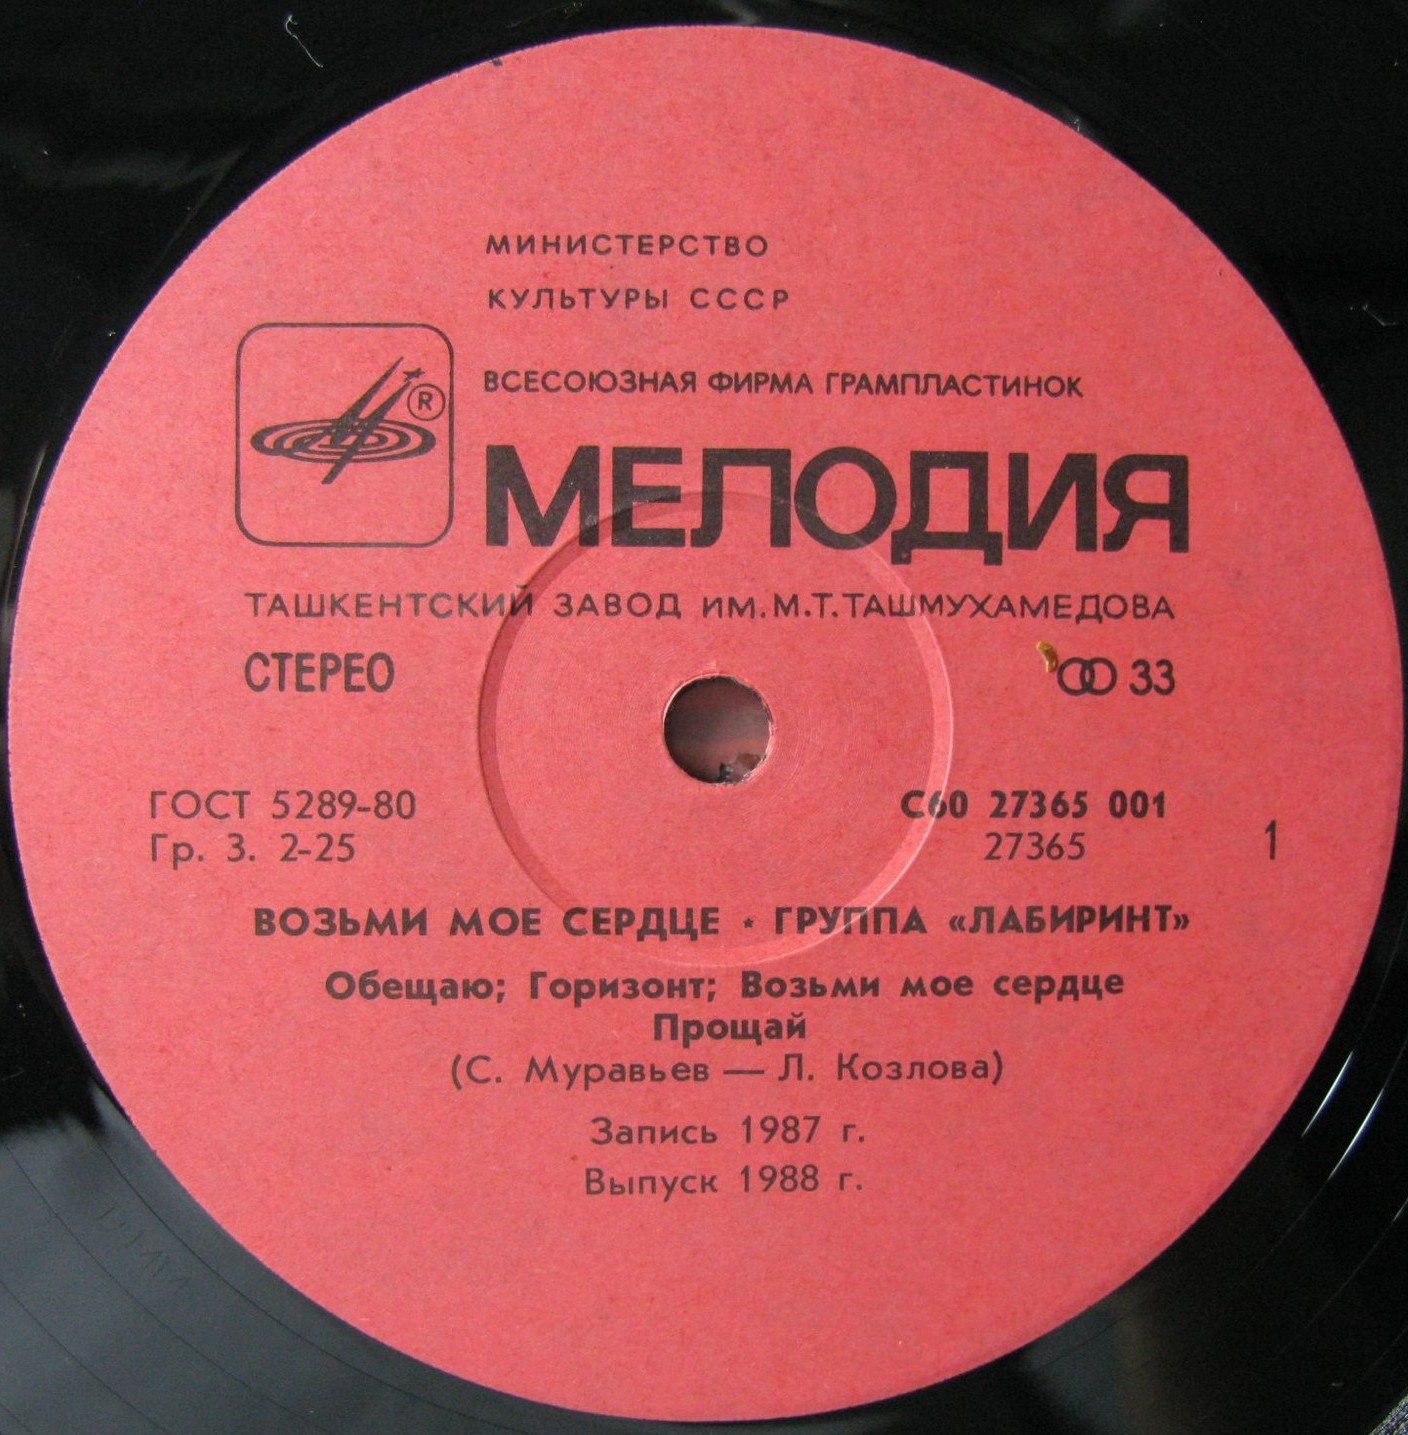 МИНИСТЕРСТВО
КУЛЬТУРЫ СССР
ВСЕСОЮЗНАЯ ФИРМА ГРАМПЛАСТИНОК
®
МЕЛОДИЯ
ТАШКЕНТСКИЙ ЗАВОД ИМ. М.Т. ТАШМУХАМЕДОВА
СТЕРЕО 33
ГОСТ 5289-80 С60 27365 001
Гр. 3. 2-25 27365 1
ВОЗЬМИ МОЕ СЕРДЦЕ * ГРУППА «ЛАБИРИНТ»
Обещаю; Горизонт; Возьми мое сердце
Прощай
(С. Муравьев — Л. Козлова)
Запись 1987 г.
Выпуск 1988 г.
DMM